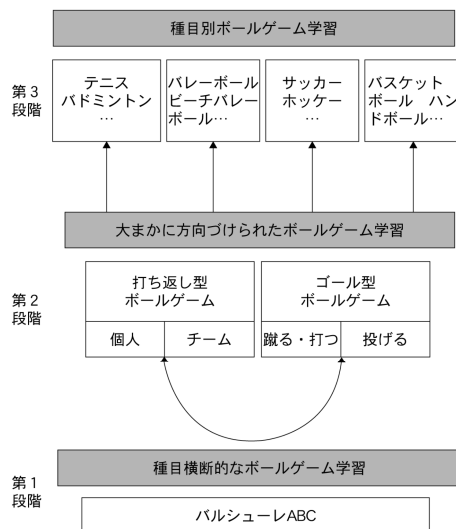 種目別ボールゲーム学習
第3
段階
テニス
バドミントン
…
バレーボール
ビーチバレー
ボール…
サッカー
ホッケー
…
バスケット
ボール　ハン
ドボール…
大まかに方向づけられたボールゲーム学習
第2
段階
打ち返し型
ボールゲーム
個人
チーム
ゴール型
ボールゲーム
蹴る・打つ
投げる
種目横断的なボールゲーム学習
第1
段階
バルシューレABC